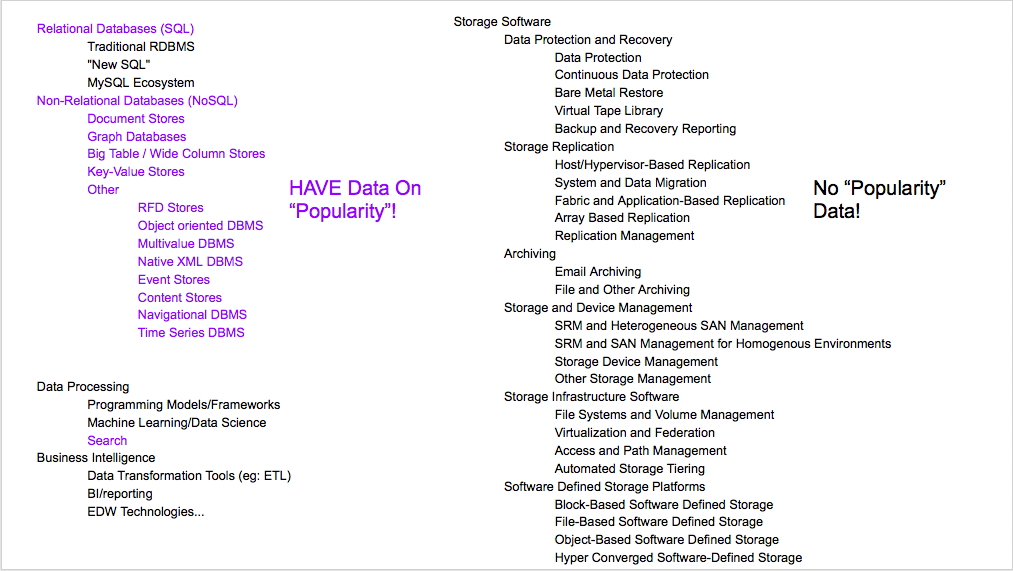 Relational Databases (SQL)
Traditional RDBMS
"New SQL"
MySQL Ecosystem
Non-Relational Databases (NoSQL)
Document Stores
Graph Databases
Big Table / Wide Column Stores
Key-Value Stores
Other
RFD Stores
Object oriented DBMS
Multivalue DBMS
Native XML DBMS
Event Stores
Content Stores
Navigational DBMS
Time Series DBMS
HAVE Data On
“Popularity”!
Data Processing
Programming Models/Frameworks
Machine Learning/Data Science
Search
Business Intelligence
Data Transformation Tools (eg: ETL)
BI/reporting
EDW Technologies...
Storage Software
Data Protection and Recovery
Data Protection
Continuous Data Protection
Bare Metal Restore
Virtual Tape Library
Backup and Recovery Reporting
Storage Replication
Host/Hypervisor-Based Replication
System and Data Migration
Fabric and Application-Based Replication
Array Based Replication
Replication Management
Archiving
Email Archiving
File and Other Archiving
Storage and Device Management
SRM and Heterogeneous SAN Management
SRM and SAN Management for Homogenous Environments
Storage Device Management
Other Storage Management
Storage Infrastructure Software
File Systems and Volume Management
Virtualization and Federation
Access and Path Management
Automated Storage Tiering
Software Defined Storage Platforms
Block-Based Software Defined Storage
File-Based Software Defined Storage
Object-Based Software Defined Storage
Hyper Converged Software-Defined Storage
No “Popularity”
Data!